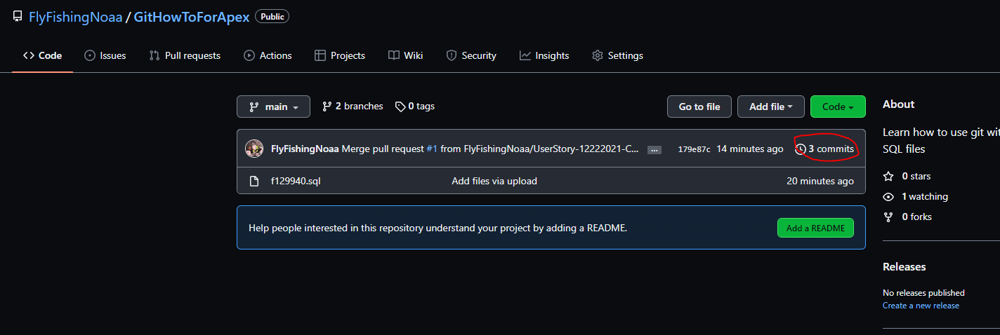 FlyFishingNoaa / GitHowToForApex Public
Code Issues Pull requests Actions Projects Wiki Security Insights Settings
main 2 branches 0 tags Go to file Add file Code
About
FlyFishingNoaa Merge pull request #1 from FlyFishingNoaa/UserStory-12222021-C... ... 179e87c 14 minutes ago 3 commits
Learn how to use git wit
SQL files
f129940.sql Add files via upload 20 minutes ago
0 stars
1 watching
0 forks
Help people interested in this repository understand your project by adding a README. Add a README
Releases
No releases published
Create a new release